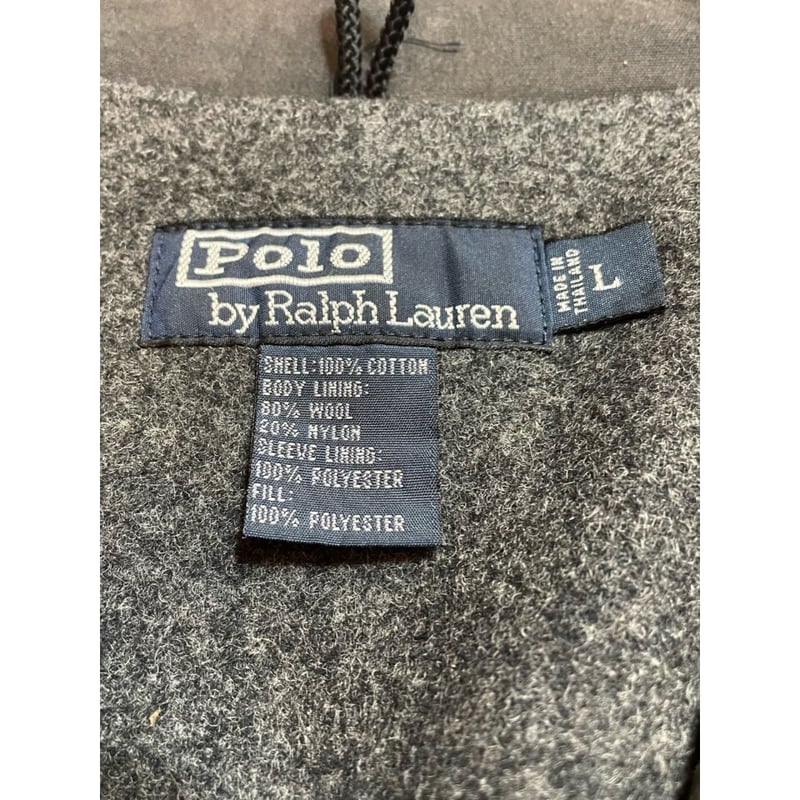 Polo
by Ralph Lauren
MADE IN
THAILAND
L
SHELL:100% COTTON
BODY LINING:
80% WOOL
20% NYLON
SLEEVE LINING:
100% POLYESTER
FILL:
100% POLYESTER